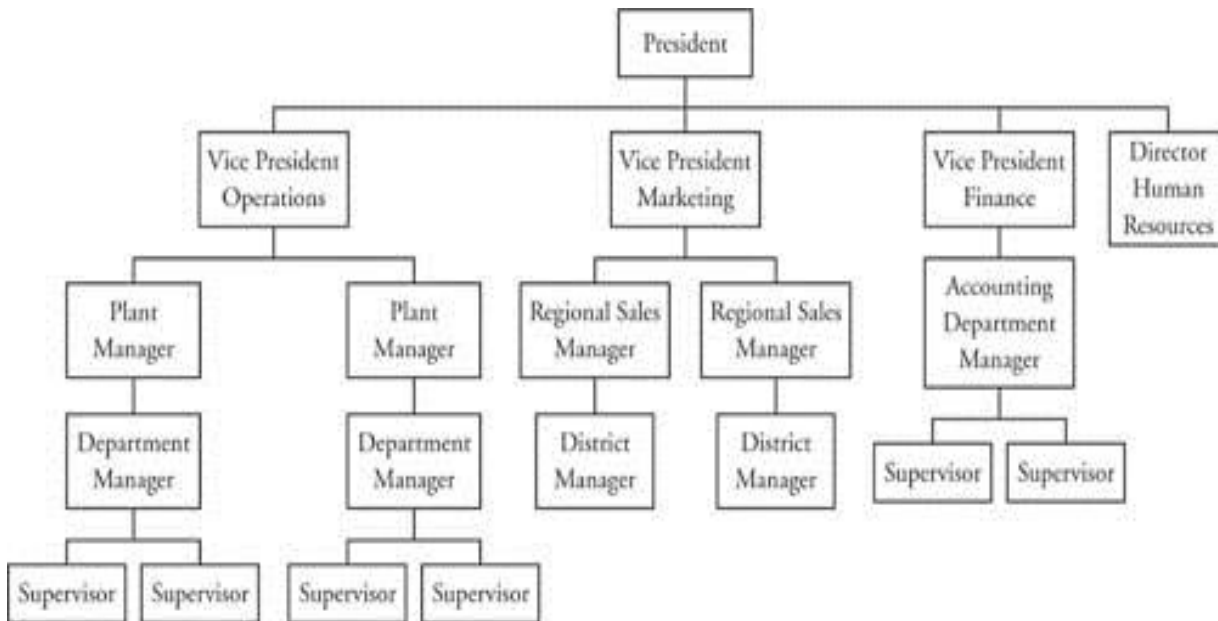 President
Vice President
Operations
Vice President
Marketing
Vice President
Finance
Director
Human
Resources
Plant
Manager
Plant
Manager
Regional Sales
Manager
Regional Sales
Manager
Accounting
Department
Manager
Department
Manager
Department
Manager
District
Manager
District
Manager
Supervisor
Supervisor
Supervisor
Supervisor
Supervisor
Supervisor